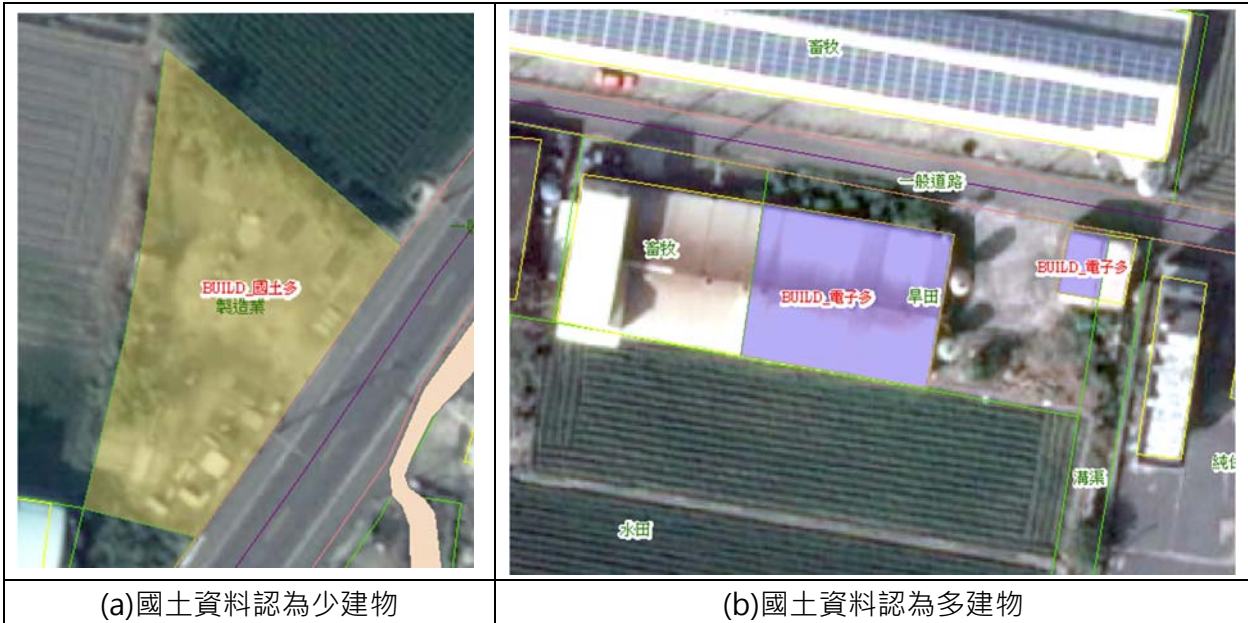 BUILD_國土多
製造業
畜牧
一般道路
畜牧
BUILD_電子多
BUILD_電子多
旱田
溝渠
純住
水田
(a)國土資料認為少建物
(b)國土資料認為多建物